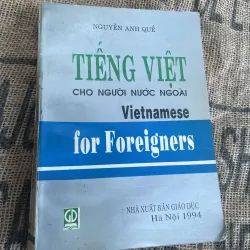 NGUYỄN ANH QUẾ
TIẾNG VIỆT
CHO NGƯỜI NƯỚC NGOÀI
Vietnamese
for Foreigners
NHÀ XUẤT BẢN GIÁO DỤC
Hà Nội 1994